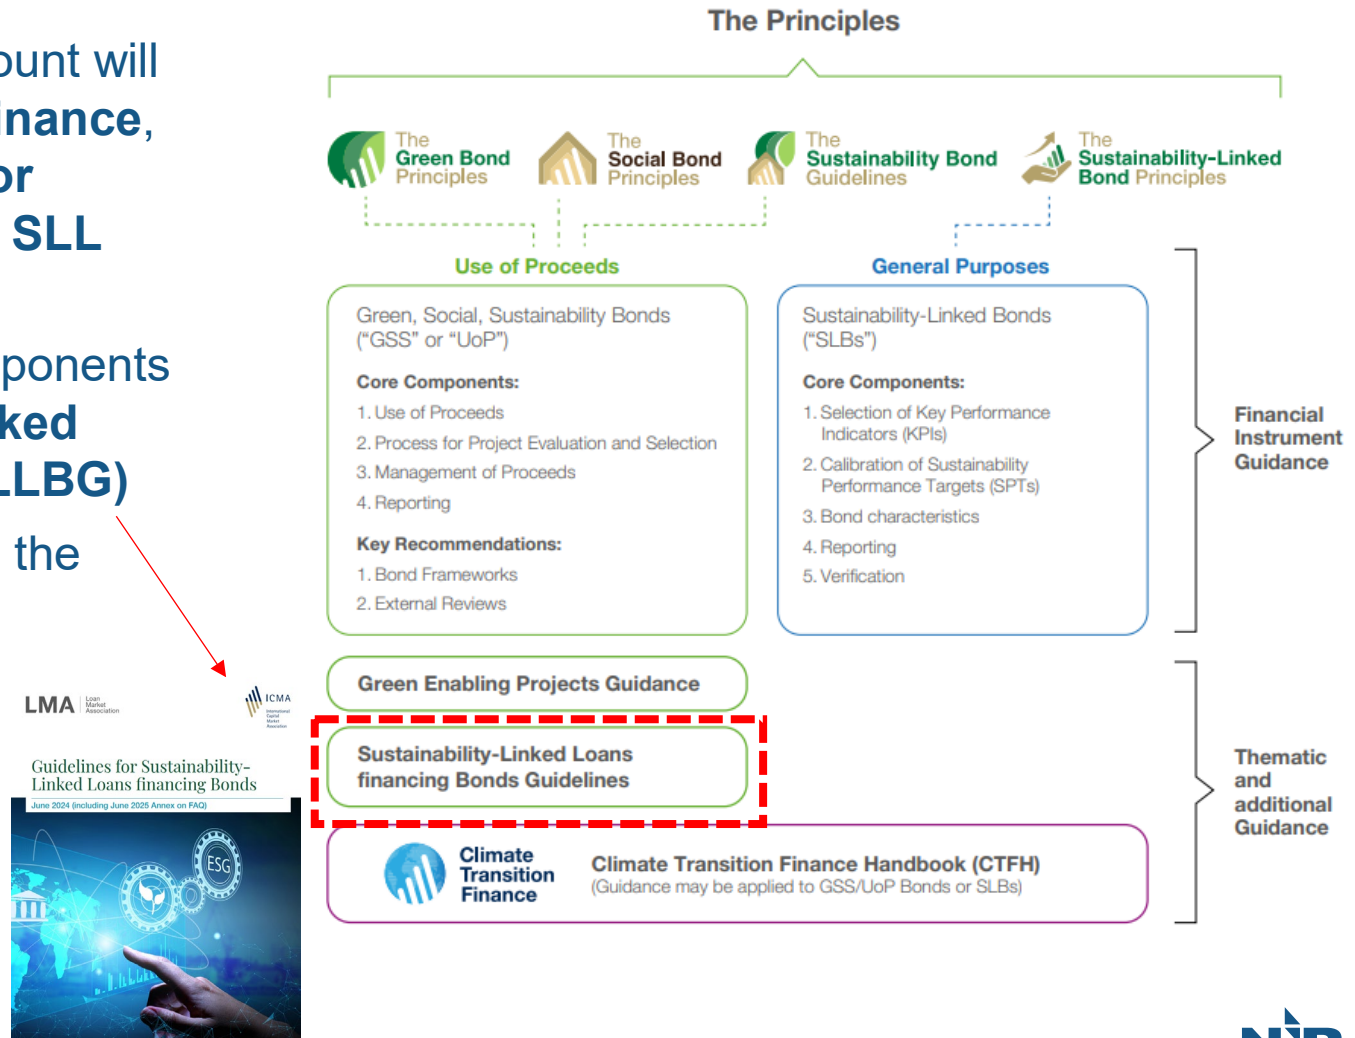 The Principles
ount will
inance,
or
SLL
ponents
ked
LLBG)
the
The
Green Bond
Principles
The
Social Bond
Principles
The
Sustainability Bond
Guidelines
The
Sustainability-Linked
Bond Principles
Use of Proceeds
Green, Social, Sustainability Bonds
("GSS" or "UoP")
Core Components:
1. Use of Proceeds
2. Process for Project Evaluation and Selection
3. Management of Proceeds
4. Reporting
Key Recommendations:
1. Bond Frameworks
2. External Reviews
General Purposes
Sustainability-Linked Bonds
("SLBs")
Core Components:
1. Selection of Key Performance
Indicators (KPIs)
2. Calibration of Sustainability
Performance Targets (SPTs)
3. Bond characteristics
4. Reporting
5. Verification
Financial
Instrument
Guidance
Green Enabling Projects Guidance
Sustainability-Linked Loans
financing Bonds Guidelines
Climate
Transition
Finance
Climate Transition Finance Handbook (CTFH)
(Guidance may be applied to GSS/UoP Bonds or SLBs)
Thematic
and
additional
Guidance
LMA
Loan
Market
Association
ICMA
International
Capital
Market
Association
Guidelines for Sustainability-
Linked Loans financing Bonds
June 2024 (including June 2025 Annex on FAQ)
ESG